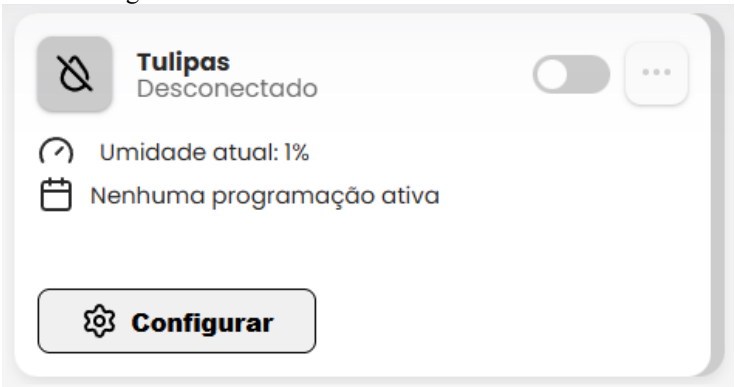 Tulipas
Desconectado
Umidade atual: 1%
Nenhuma programação ativa
Configurar